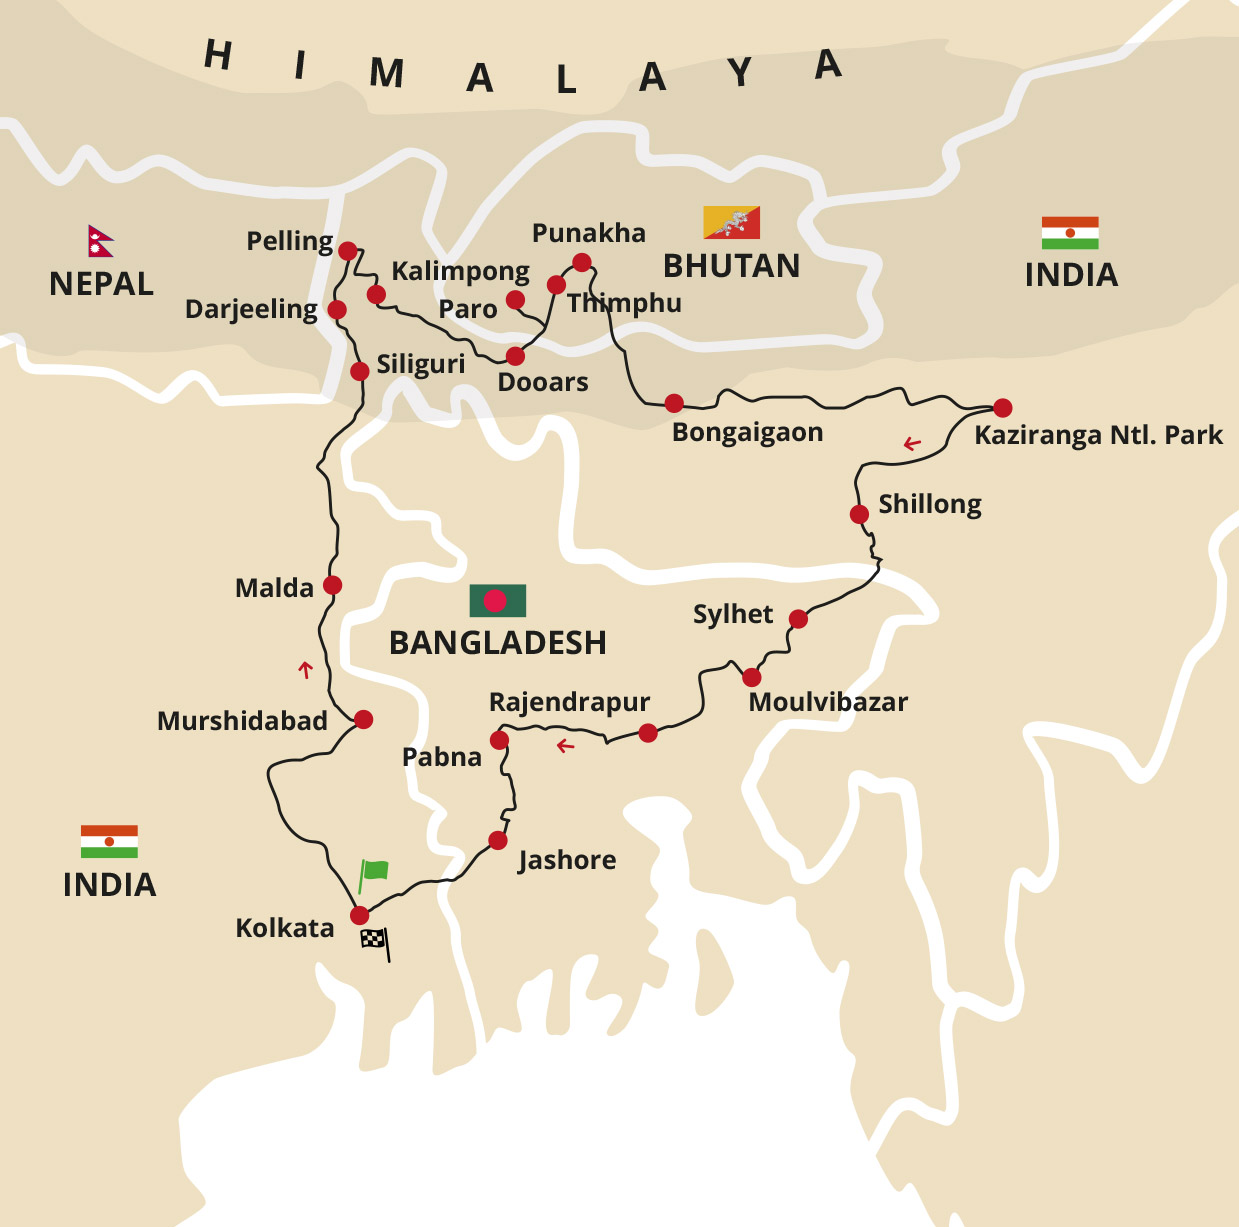 HIMALAYA
Punakha
Pelling
BHUTAN
INDIA
Kalimpong
NEPAL
Darjeeling
Paro
Thimphu
Siliguri
Dooars
Bongaigaon
Kaziranga Ntl. Park
Shillong
Malda
Sylhet
BANGLADESH
Rajendrapur
Moulvibazar
Murshidabad
Pabna
Jashore
INDIA
Kolkata